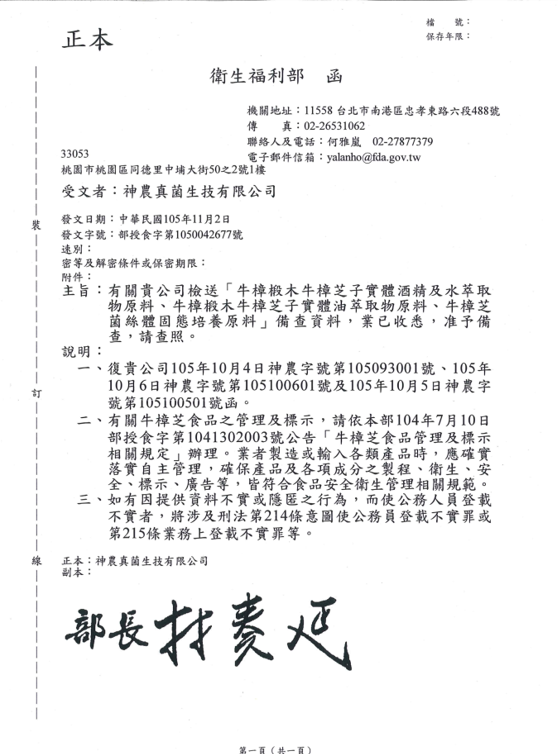 檔　　號：
保存年限：
正本
衛生福利部　函
機關地址：11558 台北市南港區忠孝東路六段488號
傳　　真：02-26531062
聯絡人及電話：何雅嵐　02-27877379
電子郵件信箱：yalanho@fda.gov.tw
33053
桃園市桃園區同德里中埔六街50之2號1樓
受文者：神農真菌生技有限公司
發文日期：中華民國105年11月2日
發文字號：部授食字第1050042677號
速別：
密等及解密條件或保密期限：
附件：
主旨：有關貴公司檢送「牛樟椴木牛樟芝子實體酒精及水萃取
物原料、牛樟椴木牛樟芝子實體油萃取物原料、牛樟芝
菌絲體固態培養原料」備查資料，業已收悉，准予備
查，請查照。
說明：
一、復貴公司105年10月4日神農字號第105093001號、105年
10月6日神農字號第105100601號及105年10月5日神農字
號第105100501號函。
二、有關牛樟芝食品之管理及標示，請依本部104年7月10日
部授食字第1041302003號公告「牛樟芝食品管理及標示
相關規定」辦理。業者製造或輸入各類產品時，應確實
落實自主管理，確保產品及各項成分之製程、衛生、安
全、標示、廣告等，皆符合食品安全衛生管理相關規範。
三、如有因提供資料不實或隱匿之行為，而使公務人員登載
不實者，將涉及刑法第214條意圖使公務員登載不實罪或
第215條業務上登載不實罪等。
正本：神農真菌生技有限公司
副本：
部長 林奏延
裝
訂
線
第一頁（共一頁）